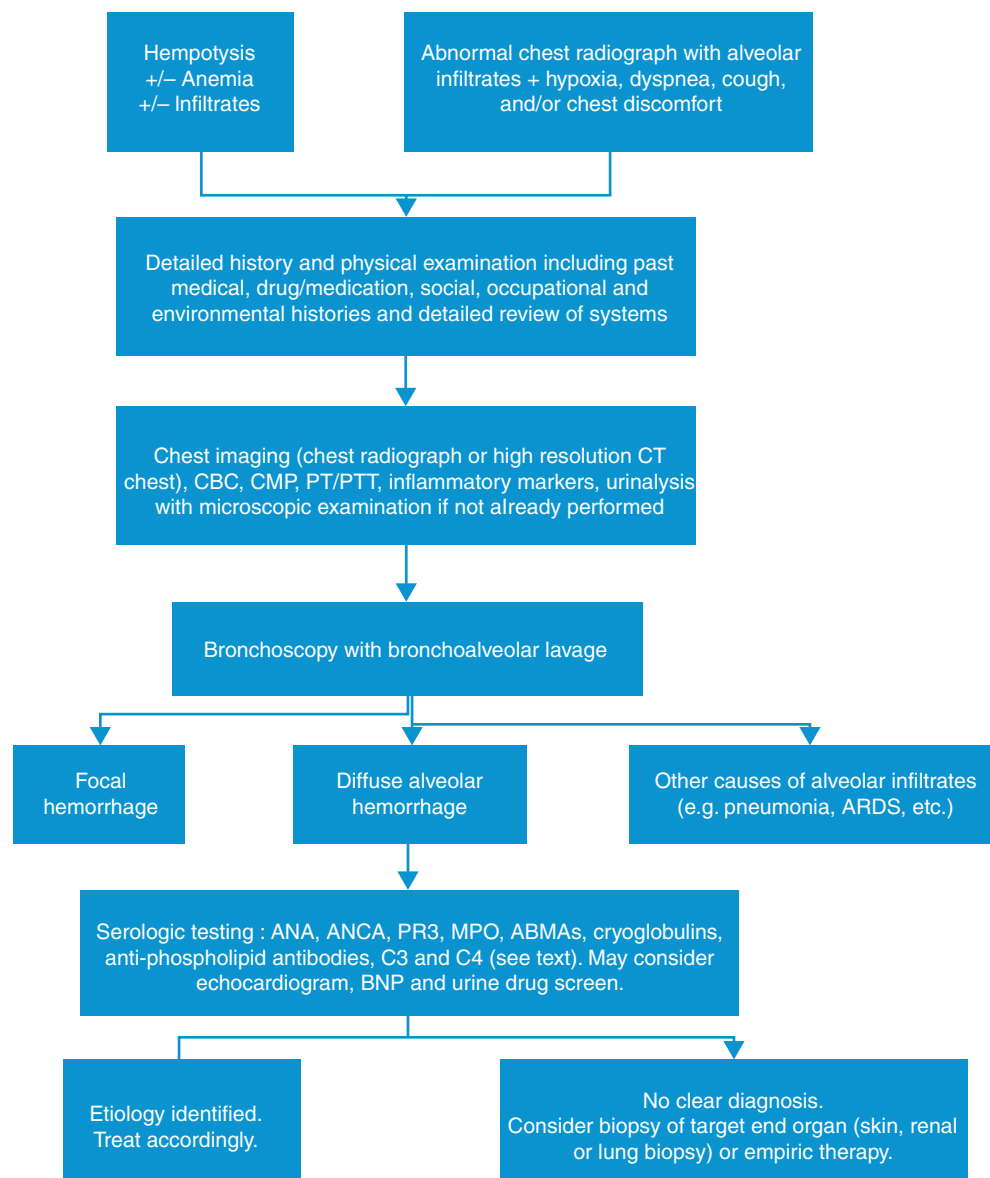 Hempotysis
+/– Anemia
+/– Infiltrates
Abnormal chest radiograph with alveolar
infiltrates + hypoxia, dyspnea, cough,
and/or chest discomfort
Detailed history and physical examination including past
medical, drug/medication, social, occupational and
environmental histories and detailed review of systems
Chest imaging (chest radiograph or high resolution CT
chest), CBC, CMP, PT/PTT, inflammatory markers, urinalysis
with microscopic examination if not already performed
Bronchoscopy with bronchoalveolar lavage
Focal
hemorrhage
Diffuse alveolar
hemorrhage
Other causes of alveolar infiltrates
(e.g. pneumonia, ARDS, etc.)
Serologic testing : ANA, ANCA, PR3, MPO, ABMAs, cryoglobulins,
anti-phospholipid antibodies, C3 and C4 (see text). May consider
echocardiogram, BNP and urine drug screen.
Etiology identified.
Treat accordingly.
No clear diagnosis.
Consider biopsy of target end organ (skin, renal
or lung biopsy) or empiric therapy.